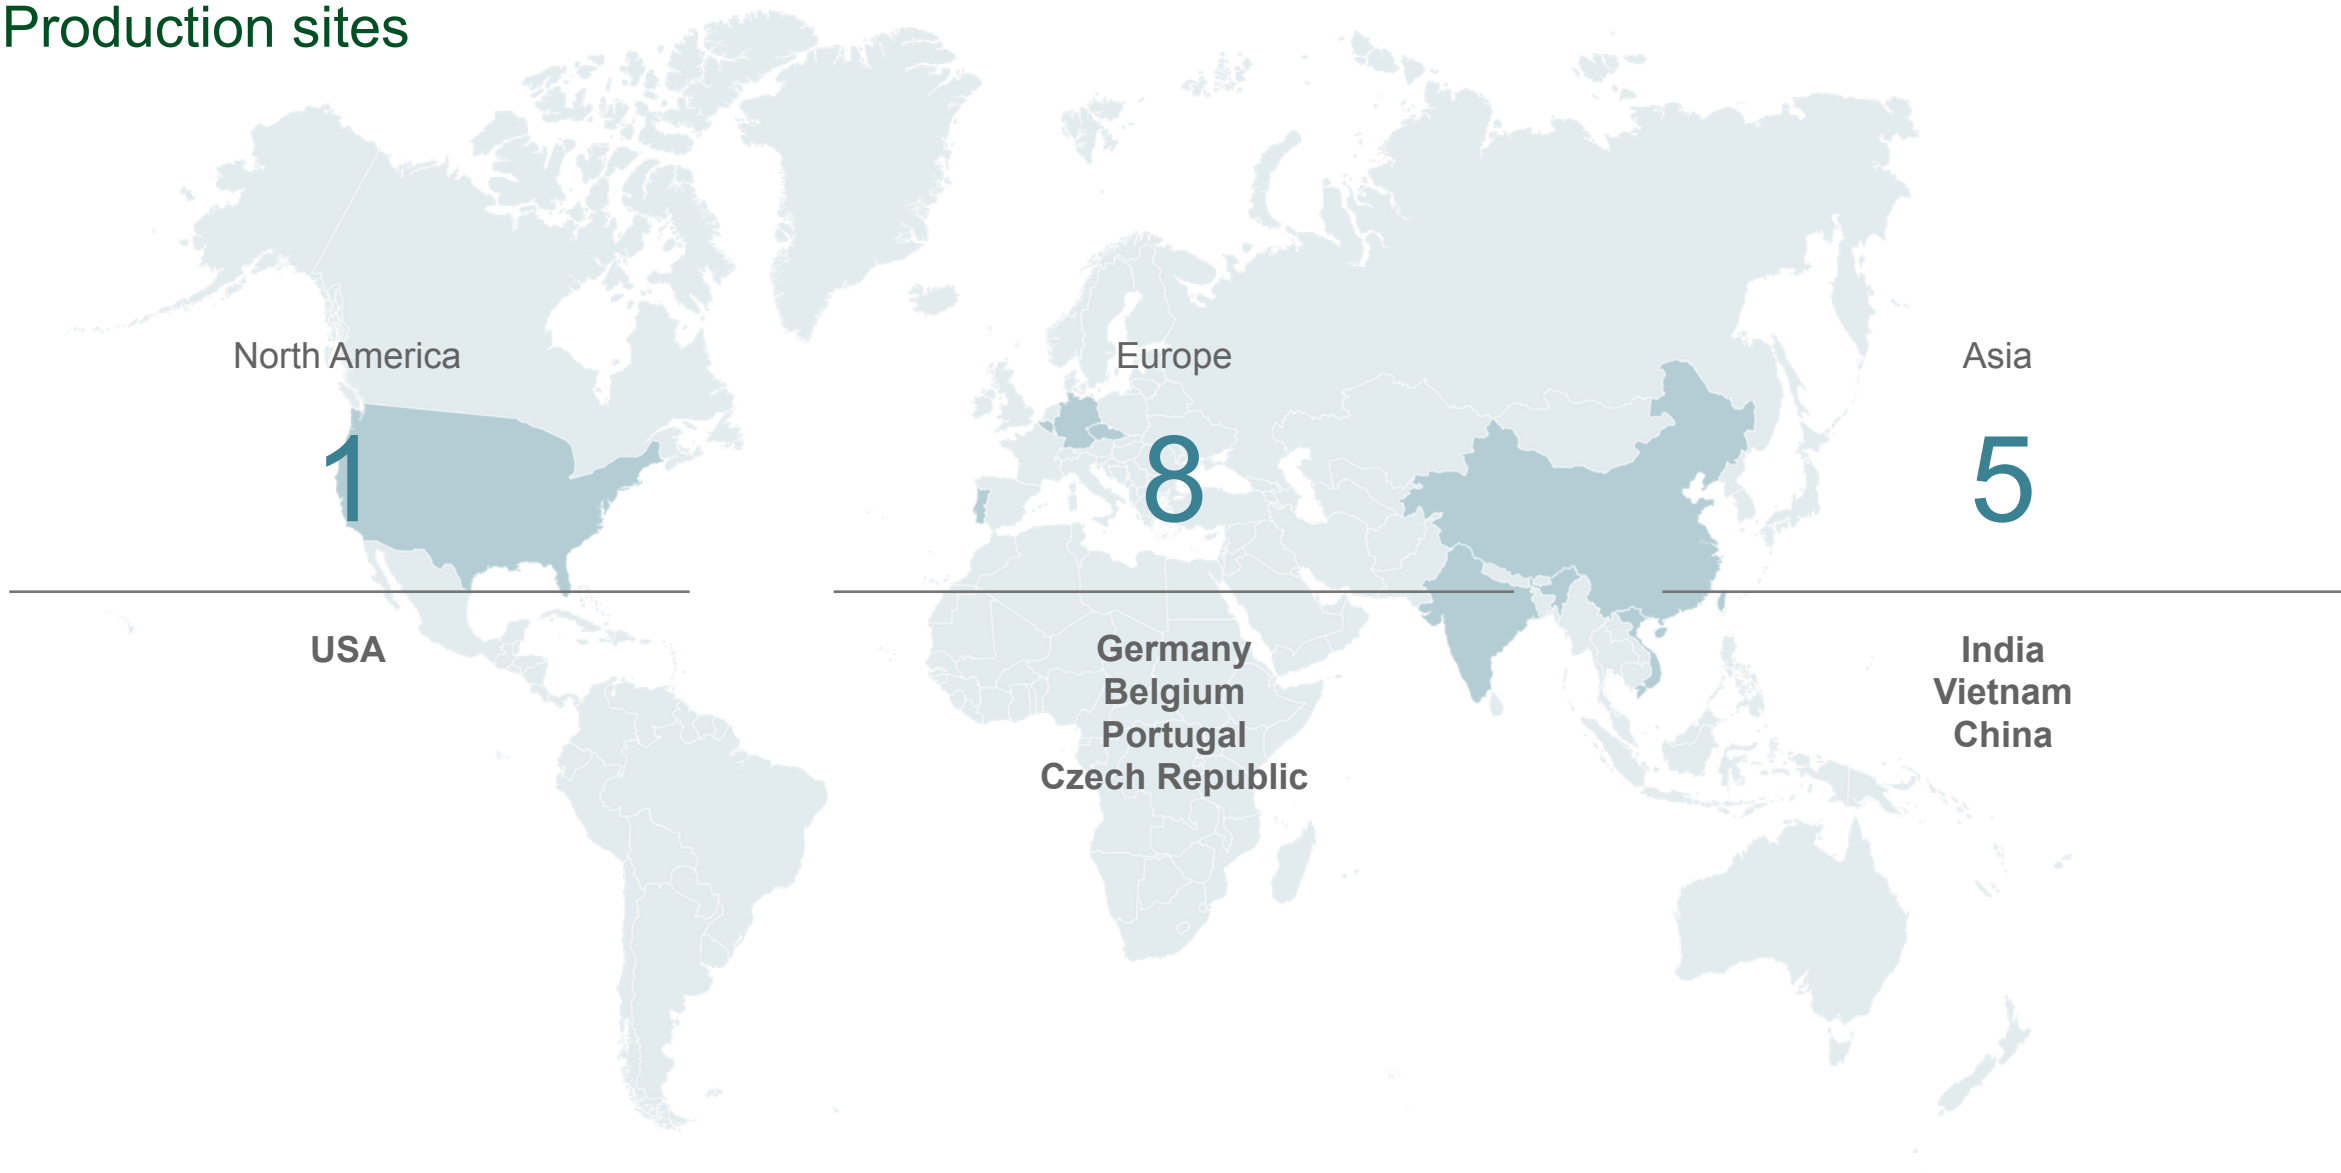 Production sites
North America
1
USA
Europe
8
Germany
Belgium
Portugal
Czech Republic
Asia
5
India
Vietnam
China